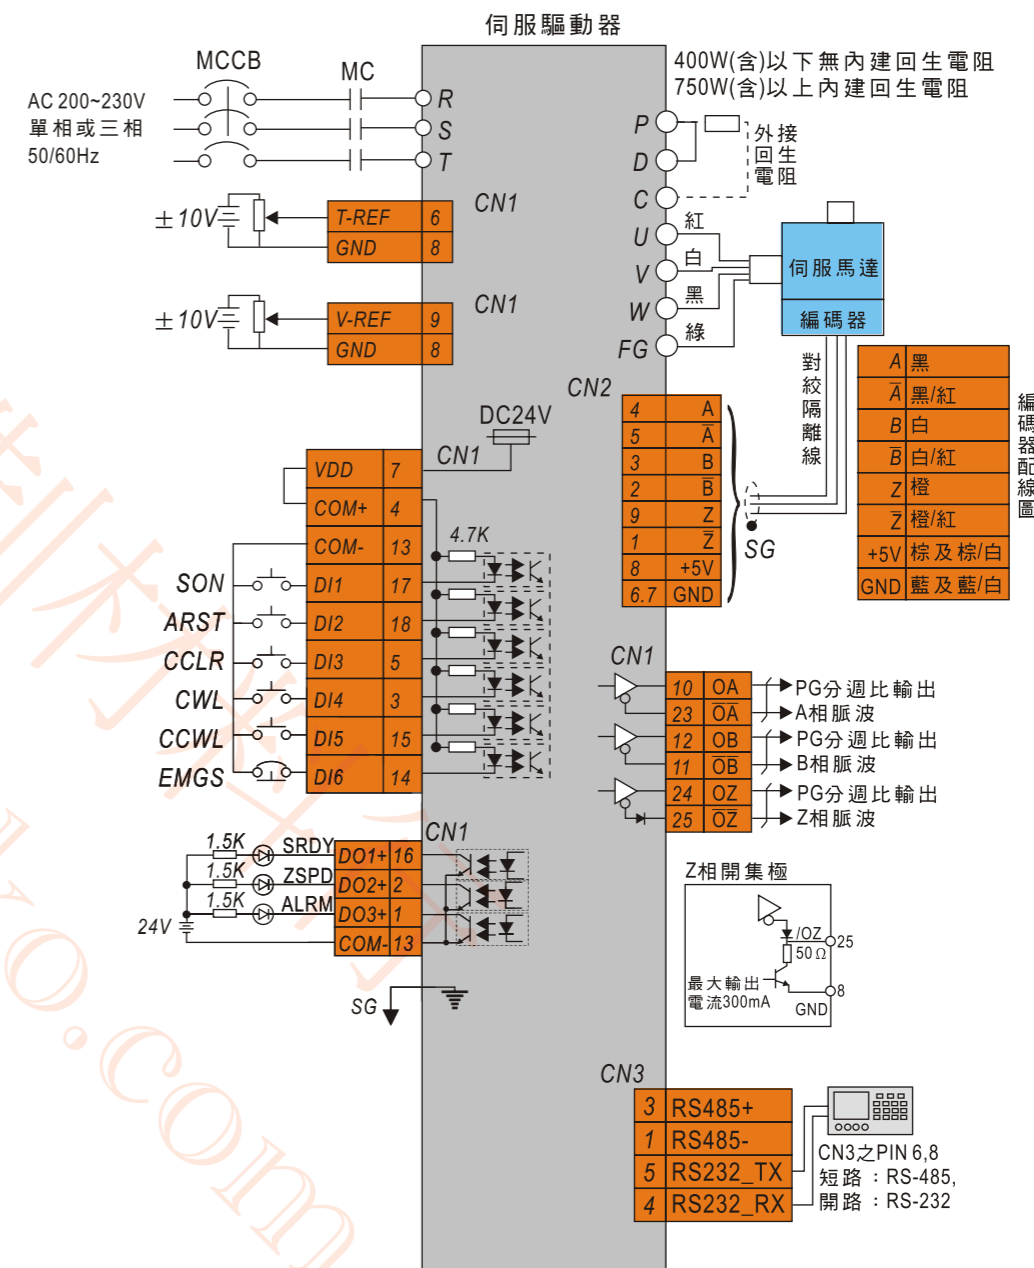 伺服驅動器
MCCB
MC
AC 200~230V
單相或三相
50/60Hz
R
S
T
400W(含)以下無內建回生電阻
750W(含)以上內建回生電阻
P
D
C
外接
回生
電阻
U 紅
V 白
W 黑
FG 綠
伺服馬達
編碼器
對絞隔離線
±10V
T-REF 6
GND 8
CN1
±10V
V-REF 9
GND 8
CN1
DC24V
CN1
VDD 7
COM+ 4
COM- 13
SON DI1 17
ARST DI2 18
CCLR DI3 5
CWL DI4 3
CCWL DI5 15
EMGS DI6 14
4.7K
CN2
4 A
5 A̅
3 B
2 B̅
9 Z
1 Z̅
8 +5V
6.7 GND
SG
A 黑
A̅ 黑/紅
B 白
B̅ 白/紅
Z 橙
Z̅ 橙/紅
+5V 棕及棕/白
GND 藍及藍/白
編碼器配線圖
CN1
10 OA
23 O̅A̅
12 OB
11 O̅B̅
24 OZ
25 O̅Z̅
PG分週比輸出
A相脈波
PG分週比輸出
B相脈波
PG分週比輸出
Z相脈波
CN1
1.5K SRDY DO1+ 16
1.5K ZSPD DO2+ 2
1.5K ALRM DO3+ 1
24V COM- 13
SG
Z相開集極
/OZ
50Ω
25
最大輸出
電流300mA
8
GND
CN3
3 RS485+
1 RS485-
5 RS232_TX
4 RS232_RX
CN3之PIN 6,8
短路：RS-485,
開路：RS-232